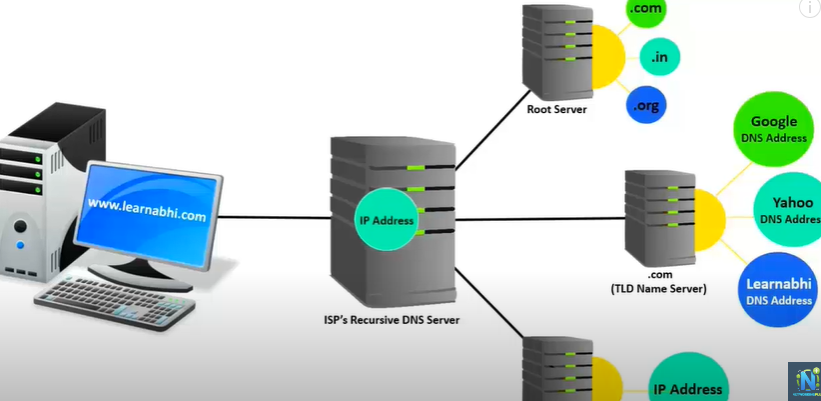 .com
.in
.org
Root Server
Google
DNS Address
www.learnabhi.com
IP Address
Yahoo
DNS Addres
.com
(TLD Name Server)
Learnabhi
DNS Address
ISP's Recursive DNS Server
IP Address